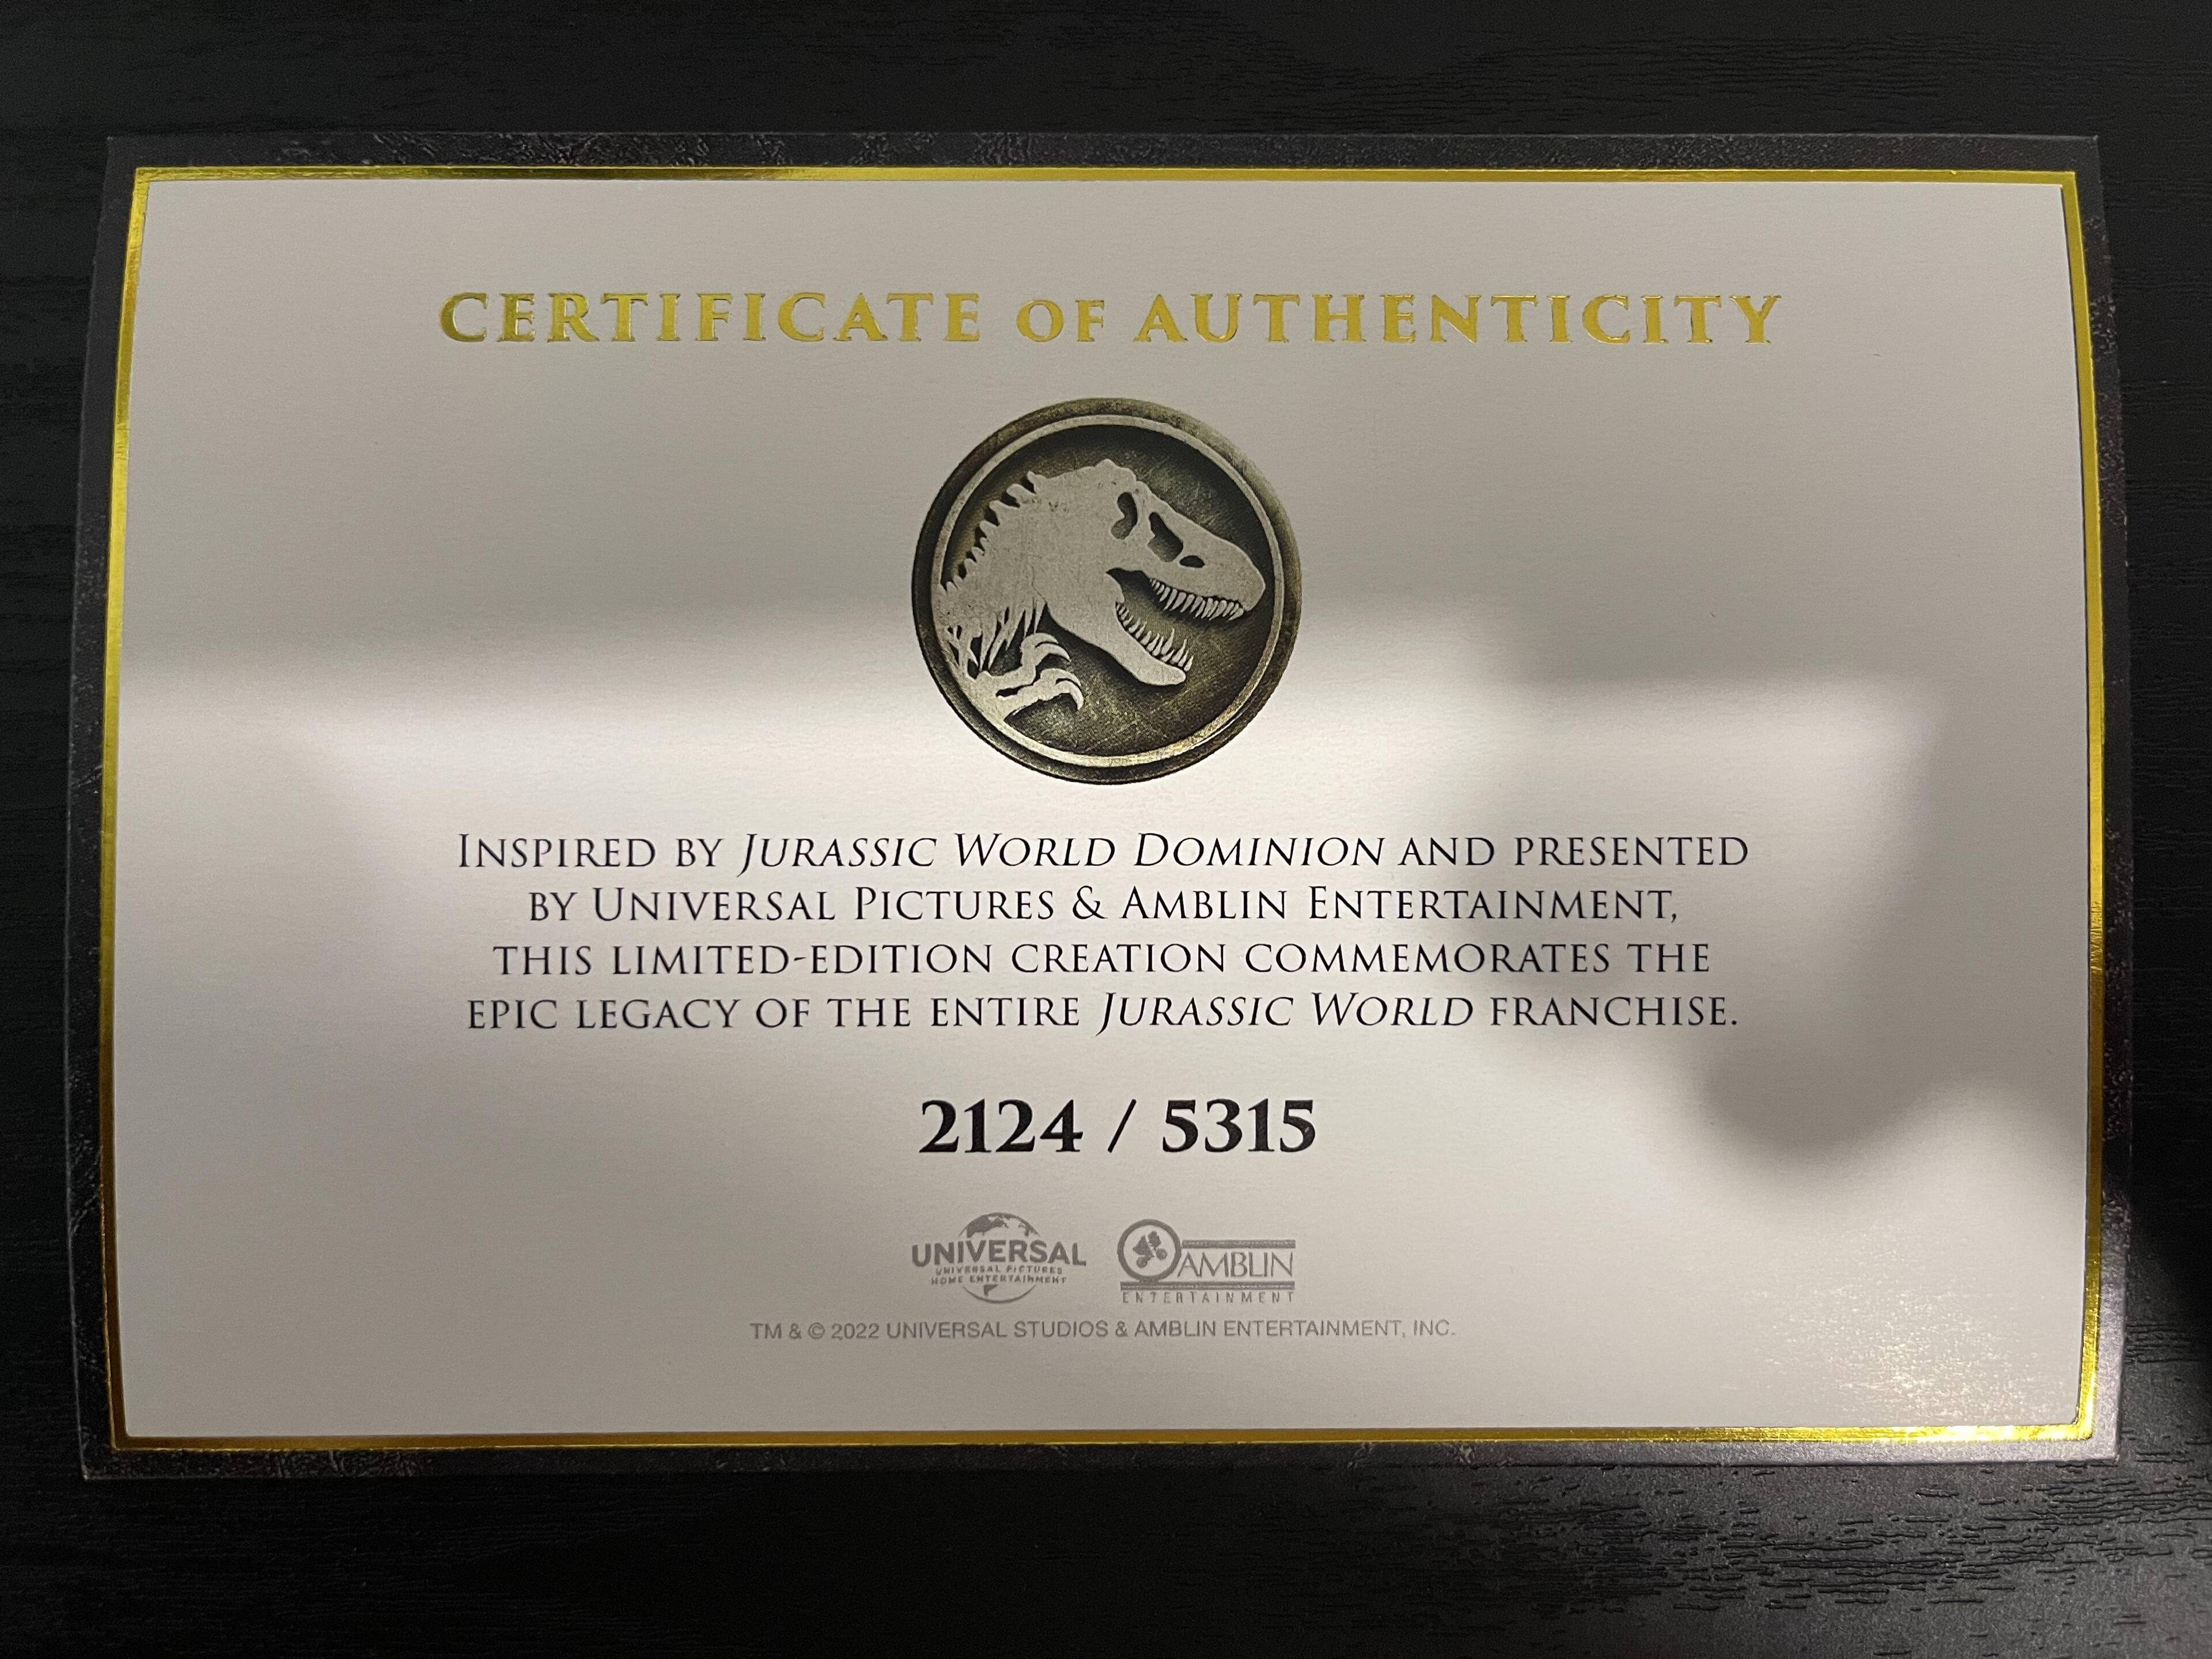 CERTIFICATE OF AUTHENTICITY
INSPIRED BY JURASSIC WORLD DOMINION AND PRESENTED
BY UNIVERSAL PICTURES & AMBLIN ENTERTAINMENT,
THIS LIMITED-EDITION CREATION COMMEMORATES THE
EPIC LEGACY OF THE ENTIRE JURASSIC WORLD FRANCHISE.
2124 / 5315
UNIVERSAL
UNIVERSAL PICTURES
HOME ENTERTAINMENT
AMBLIN
ENTERTAINMENT
TM & © 2022 UNIVERSAL STUDIOS & AMBLIN ENTERTAINMENT, INC.